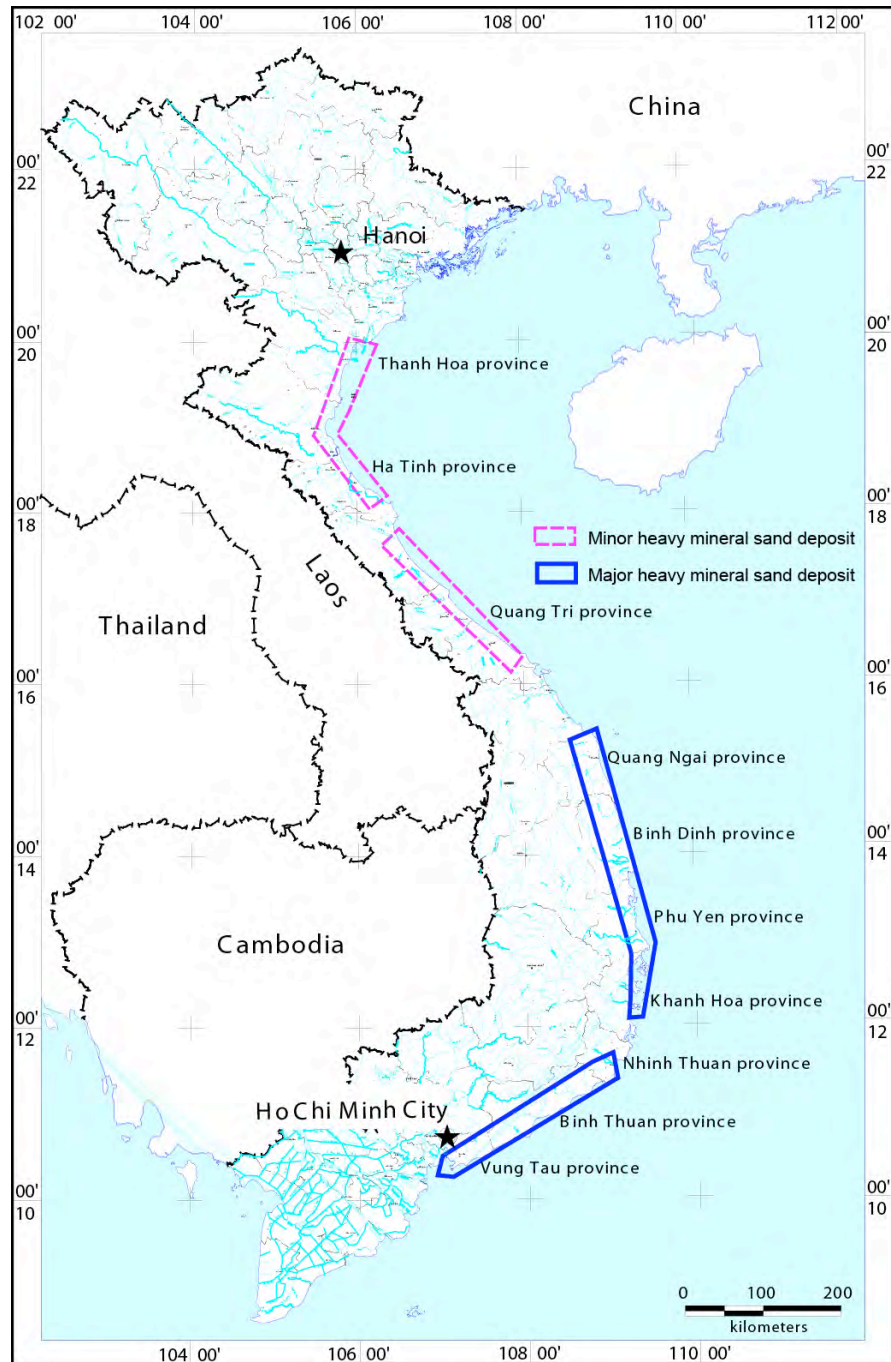 102 00' 104 00' 106 00' 108 00' 110 00' 112 00'
China
00'
22
00'
22
Hanoi
00'
20
00'
20
Thanh Hoa province
Ha Tinh province
00'
18
00'
18
Minor heavy mineral sand deposit
Major heavy mineral sand deposit
Laos
Quang Tri province
Thailand
00'
16
00'
16
Quang Ngai province
Binh Dinh province
00'
14
00'
14
Phu Yen province
Cambodia
Khanh Hoa province
00'
12
00'
12
Nhinh Thuan province
Ho Chi Minh City
Binh Thuan province
Vung Tau province
00'
10
00'
10
0 100 200
kilometers
104 00' 106 00' 108 00' 110 00'